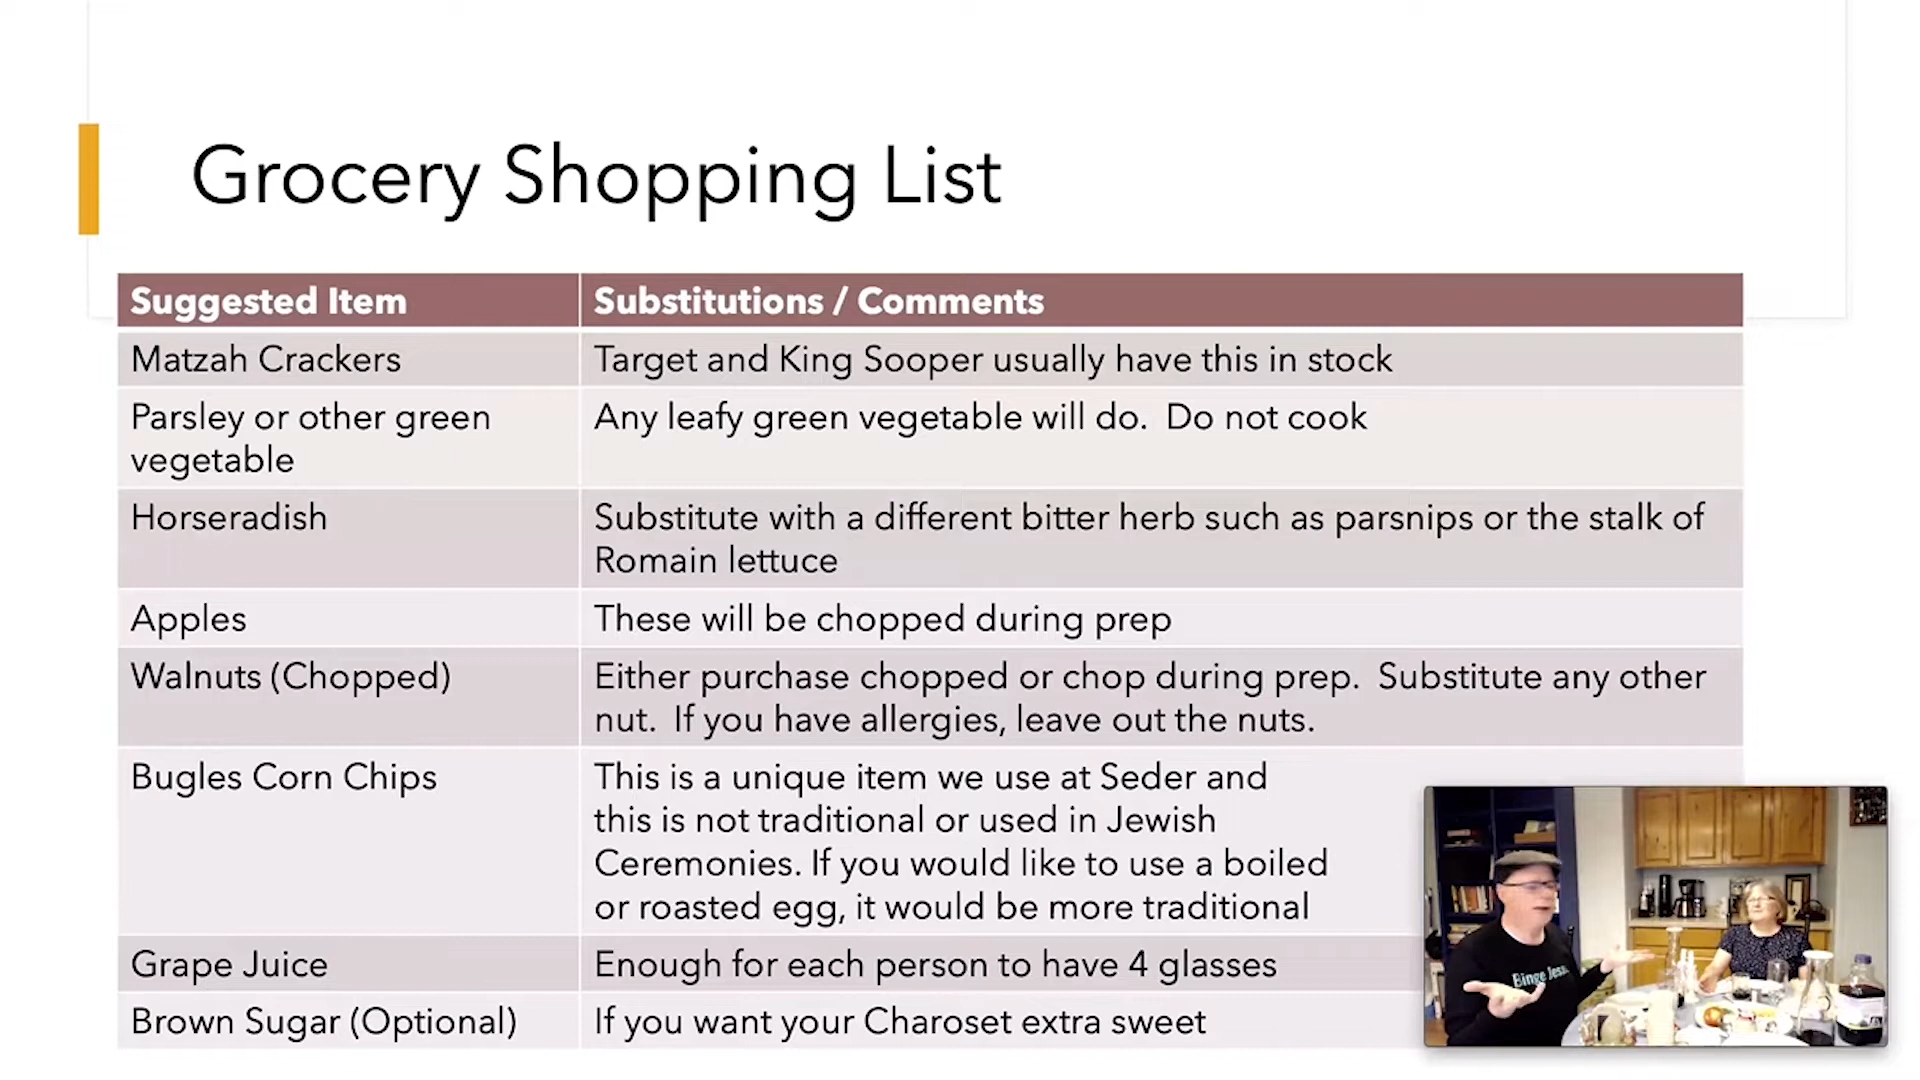 Grocery Shopping List
Suggested Item
Substitutions / Comments
Matzah Crackers
Target and King Sooper usually have this in stock
Parsley or other green
vegetable
Any leafy green vegetable will do.  Do not cook
Horseradish
Substitute with a different bitter herb such as parsnips or the stalk of
Romain lettuce
Apples
These will be chopped during prep
Walnuts (Chopped)
Either purchase chopped or chop during prep.  Substitute any other
nut.  If you have allergies, leave out the nuts.
Bugles Corn Chips
This is a unique item we use at Seder and
this is not traditional or used in Jewish
Ceremonies. If you would like to use a boiled
or roasted egg, it would be more traditional
Grape Juice
Enough for each person to have 4 glasses
Brown Sugar (Optional)
If you want your Charoset extra sweet
Binge